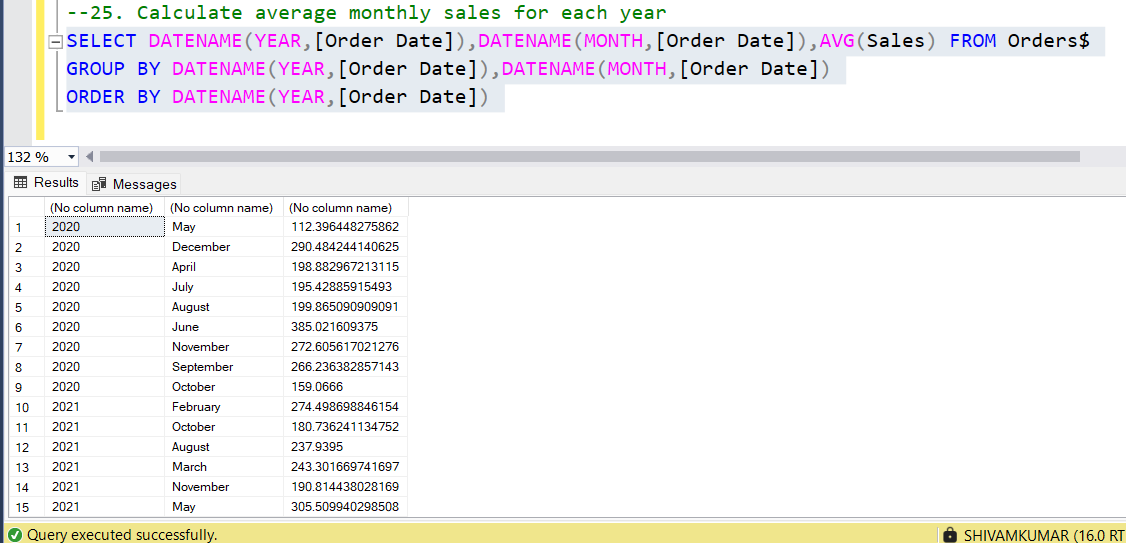 --25. Calculate average monthly sales for each year
SELECT DATENAME(YEAR,[Order Date]),DATENAME(MONTH,[Order Date]),AVG(Sales) FROM Orders$
GROUP BY DATENAME(YEAR,[Order Date]),DATENAME(MONTH,[Order Date])
ORDER BY DATENAME(YEAR,[Order Date])
132 %
Results Messages
(No column name) (No column name) (No column name)
1 2020 May 112.396448275862
2 2020 December 290.484244140625
3 2020 April 198.882967213115
4 2020 July 195.42885915493
5 2020 August 199.865090909091
6 2020 June 385.021609375
7 2020 November 272.605617021276
8 2020 September 266.236382857143
9 2020 October 159.0666
10 2021 February 274.498698846154
11 2021 October 180.736241134752
12 2021 August 237.9395
13 2021 March 243.301669741697
14 2021 November 190.814438028169
15 2021 May 305.509940298508
Query executed successfully. SHIVAMKUMAR (16.0 RT